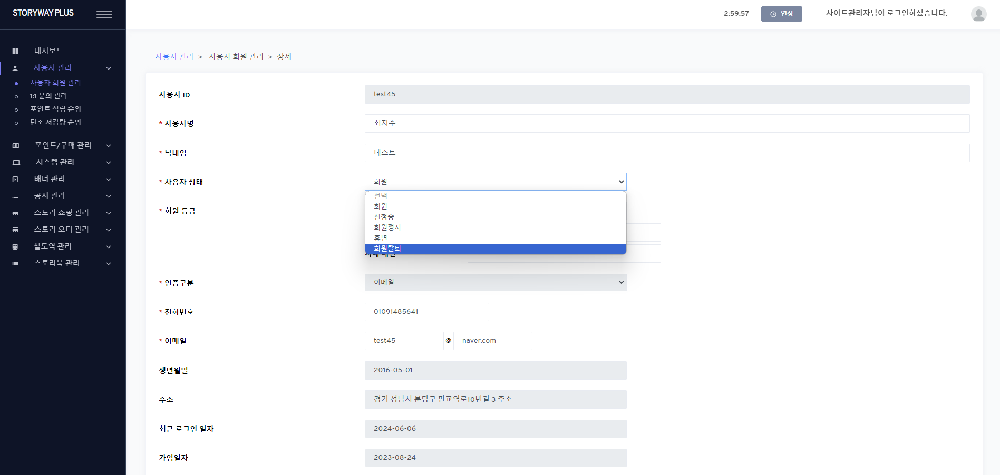 STORYWAY PLUS
2:59:57
연장
사이트관리자님이 로그인하셨습니다.
대시보드
사용자 관리
사용자 회원 관리
1:1 문의 관리
포인트 적립 순위
탄소 저감량 순위
포인트/구매 관리
시스템 관리
배너 관리
공지 관리
스토리 쇼핑 관리
스토리 오더 관리
철도역 관리
스토리북 관리
사용자 관리 > 사용자 회원 관리 > 상세
사용자 ID
test45
* 사용자명
최지수
* 닉네임
테스트
* 사용자 상태
회원
선택
회원
신청중
회원정지
휴면
회원탈퇴
* 회원 등급
* 인증구분
이메일
* 전화번호
01091485641
* 이메일
test45 @ naver.com
생년월일
2016-05-01
주소
경기 성남시 분당구 판교역로10번길 3 주소
최근 로그인 일자
2024-06-06
가입일자
2023-08-24